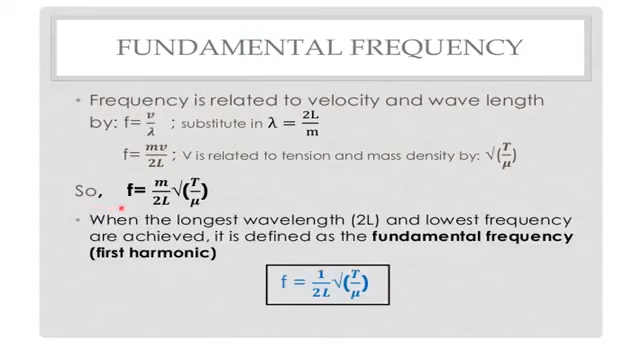 FUNDAMENTAL FREQUENCY
• Frequency is related to velocity and wave length
by: f= v/λ ; substitute in λ = 2L/m
f= mv/2L ; V is related to tension and mass density by: √(T/μ)
So, f= m/2L √(T/μ)
• When the longest wavelength (2L) and lowest frequency
are achieved, it is defined as the fundamental frequency
(first harmonic)
f = 1/2L √(T/μ)